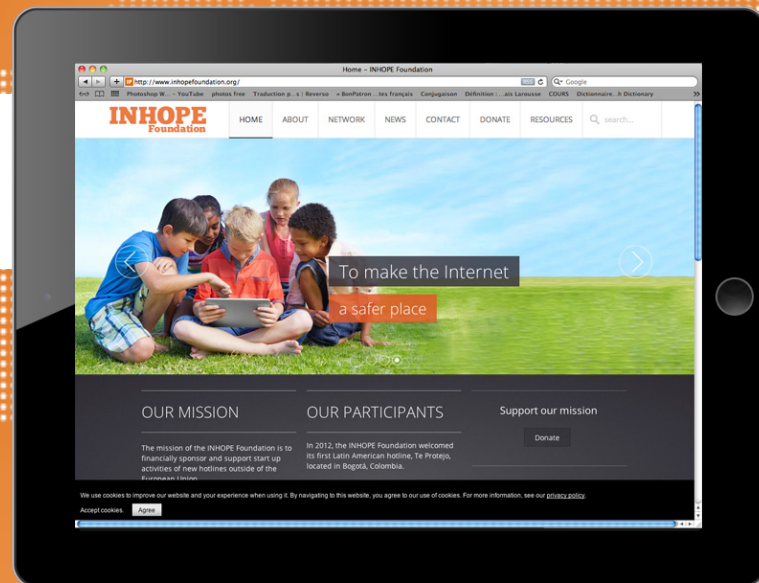 Home – INHOPE Foundation
http://www.inhopefoundation.org/
Google
Photoshop W... – YouTube photos free Traduction p...s | Reverso « BonPatron ...tes français Conjugaison Définition : ...ais Larousse COURS Dictionnaire...h Dictionary
INHOPE
Foundation
HOME ABOUT NETWORK NEWS CONTACT DONATE RESOURCES search...
To make the Internet
a safer place
OUR MISSION
The mission of the INHOPE Foundation is to
financially sponsor and support start up
activities of new hotlines outside of the
European Union
OUR PARTICIPANTS
In 2012, the INHOPE Foundation welcomed
its first Latin American hotline, Te Protejo,
located in Bogotá, Colombia.
Support our mission
Donate
We use cookies to improve our website and your experience when using it. By navigating to this website, you agree to our use of cookies. For more information, see our privacy policy.
Accept cookies. Agree